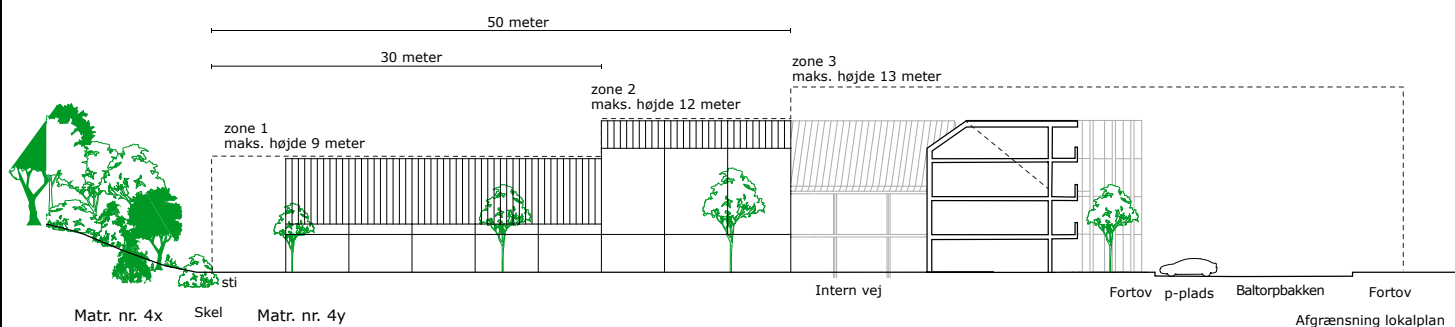 50 meter
30 meter
zone 3
maks. højde 13 meter
zone 2
maks. højde 12 meter
zone 1
maks. højde 9 meter
sti
Intern vej
Fortov
p-plads
Baltorpbakken
Fortov
Matr. nr. 4x
Skel
Matr. nr. 4y
Afgrænsning lokalplan